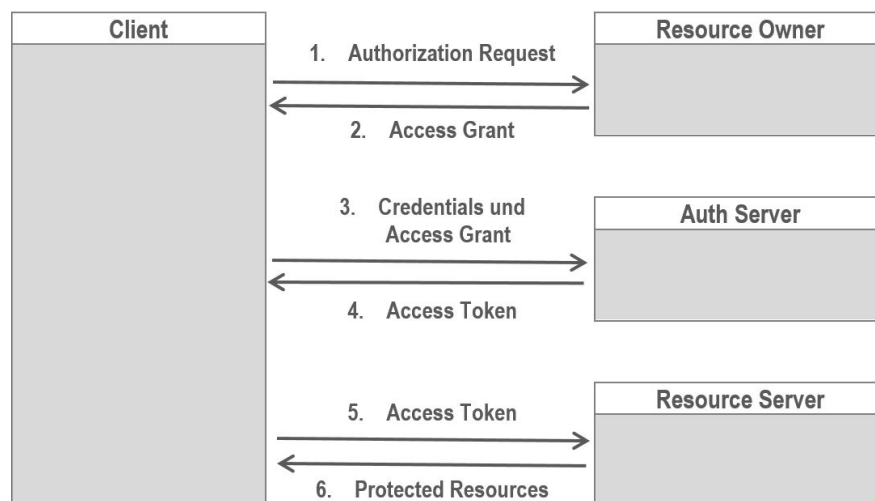 Client
Resource Owner
1. Authorization Request
2. Access Grant
3. Credentials und
Access Grant
Auth Server
4. Access Token
Resource Server
5. Access Token
6. Protected Resources